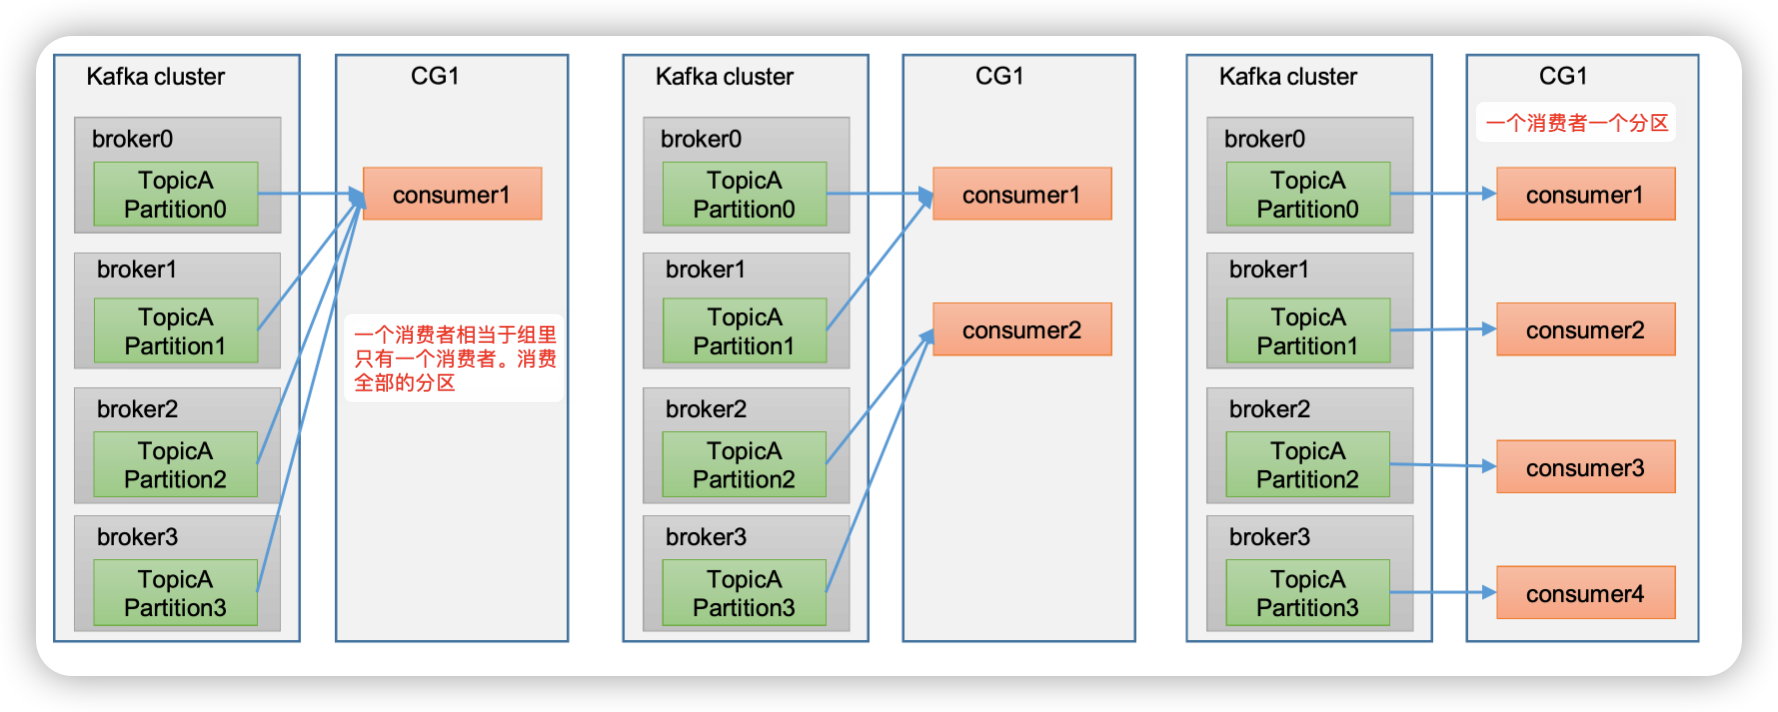 Kafka cluster
broker0
TopicA
Partition0
broker1
TopicA
Partition1
broker2
TopicA
Partition2
broker3
TopicA
Partition3
CG1
consumer1
一个消费者相当于组里
只有一个消费者。消费
全部的分区
Kafka cluster
broker0
TopicA
Partition0
broker1
TopicA
Partition1
broker2
TopicA
Partition2
broker3
TopicA
Partition3
CG1
consumer1
consumer2
Kafka cluster
broker0
TopicA
Partition0
broker1
TopicA
Partition1
broker2
TopicA
Partition2
broker3
TopicA
Partition3
CG1
一个消费者一个分区
consumer1
consumer2
consumer3
consumer4